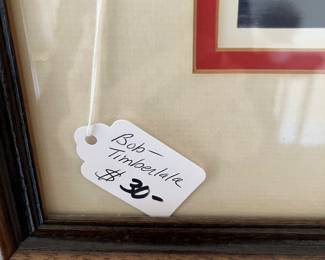 Bob-
Timberlake
$ 30-